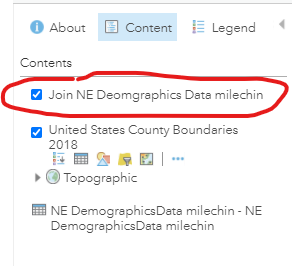 About Content Legend
Contents
Join NE Deomgraphics Data milechin
United States County Boundaries
2018
Topographic
NE DemographicsData milechin - NE
DemographicsData milechin